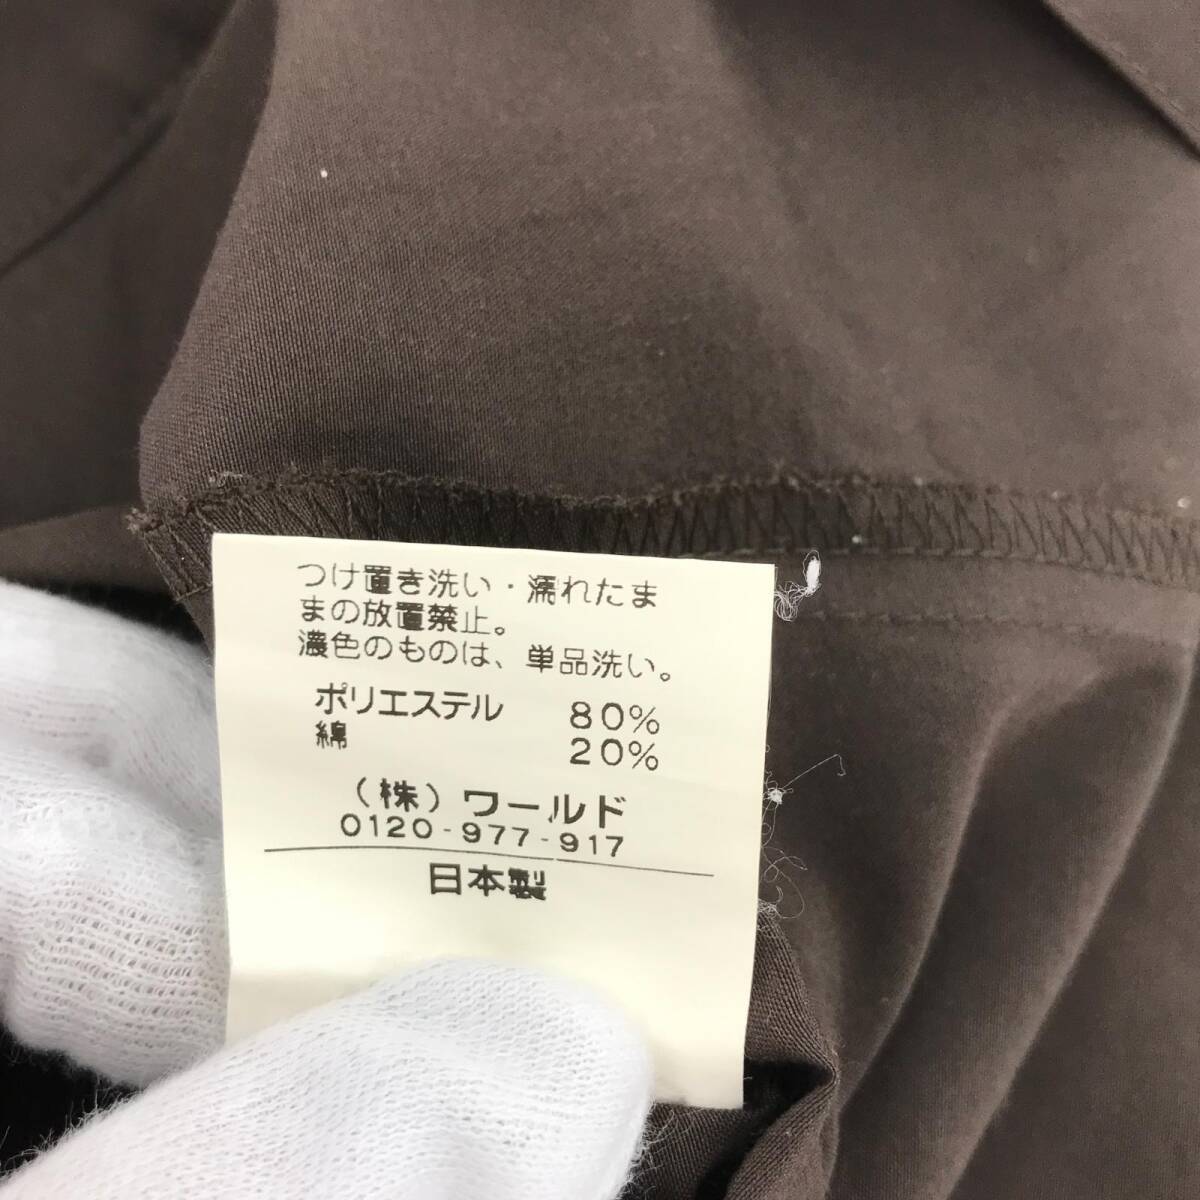 つけ置き洗い・濡れたま
まの放置禁止。
濃色のものは、単品洗い。
ポリエステル 80%
綿 20%
(株)ワールド
0120-977-917
日本製